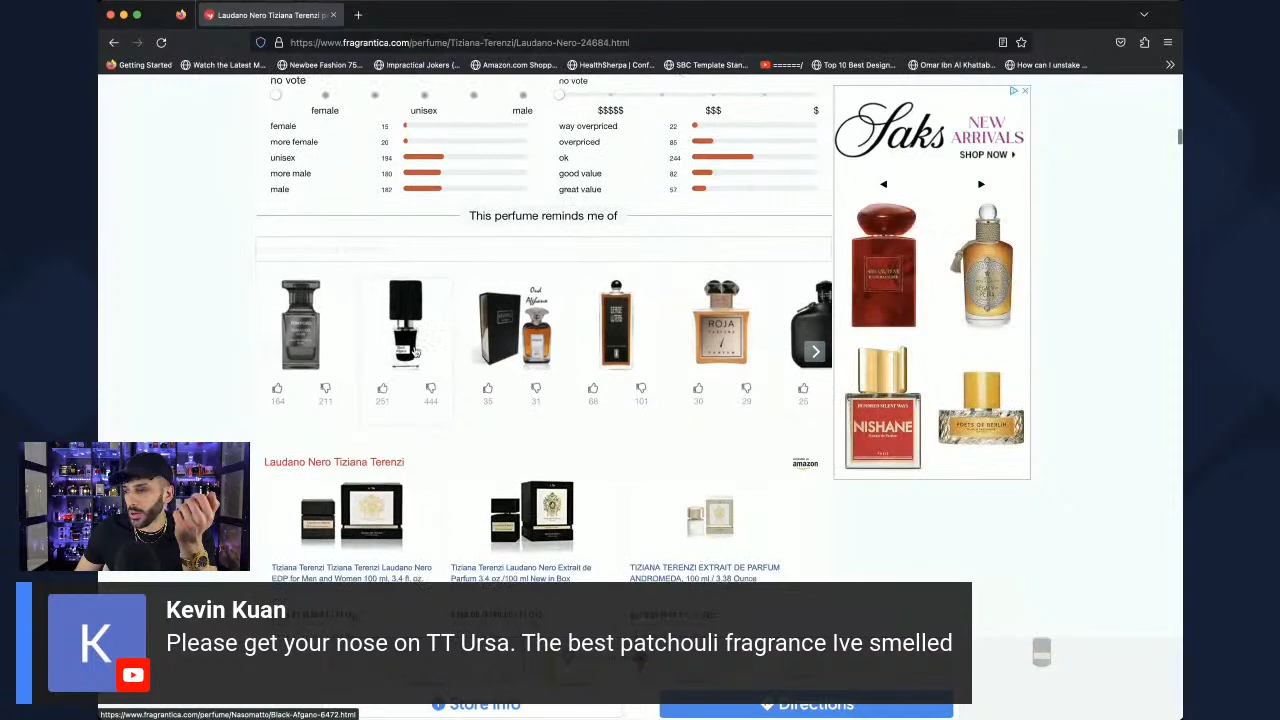 Laudano Nero Tiziana Terenzi p
https://www.fragrantica.com/perfume/Tiziana-Terenzi/Laudano-Nero-24684.html
Getting Started
Watch the Latest M...
Newbee Fashion 75...
Impractical Jokers (...
Amazon.com Shopp...
HealthSherpa | Conf...
SBC Template Stan...
======/
Top 10 Best Design...
Omar Ibn Al Khattab...
How can I unstake ...
no vote
female unisex male
female 15
more female 20
unisex 194
more male 180
male 182
no vote
$$$$$ $$$ $
way overpriced 22
overpriced 85
ok 244
good value 82
great value 57
Saks
NEW
ARRIVALS
SHOP NOW
NISHANE
POETS OF BERLIN
This perfume reminds me of
Oud
Afghano
ROJA
164 211
251 444
35 31
68 101
30 29
25
Laudano Nero Tiziana Terenzi
amazon
Tiziana Terenzi Tiziana Terenzi Laudano Nero
EDP for Men and Women 100 ml, 3.4 fl. oz.
Tiziana Terenzi Laudano Nero Extrait de
Parfum 3.4 oz./100 ml New in Box
TIZIANA TERENZI EXTRAIT DE PARFUM
ANDROMEDA, 100 ml / 3.38 Ounce
K
Kevin Kuan
Please get your nose on TT Ursa. The best patchouli fragrance Ive smelled
Store info
Directions
https://www.fragrantica.com/perfume/Nasomatto/Black-Afgano-6472.html